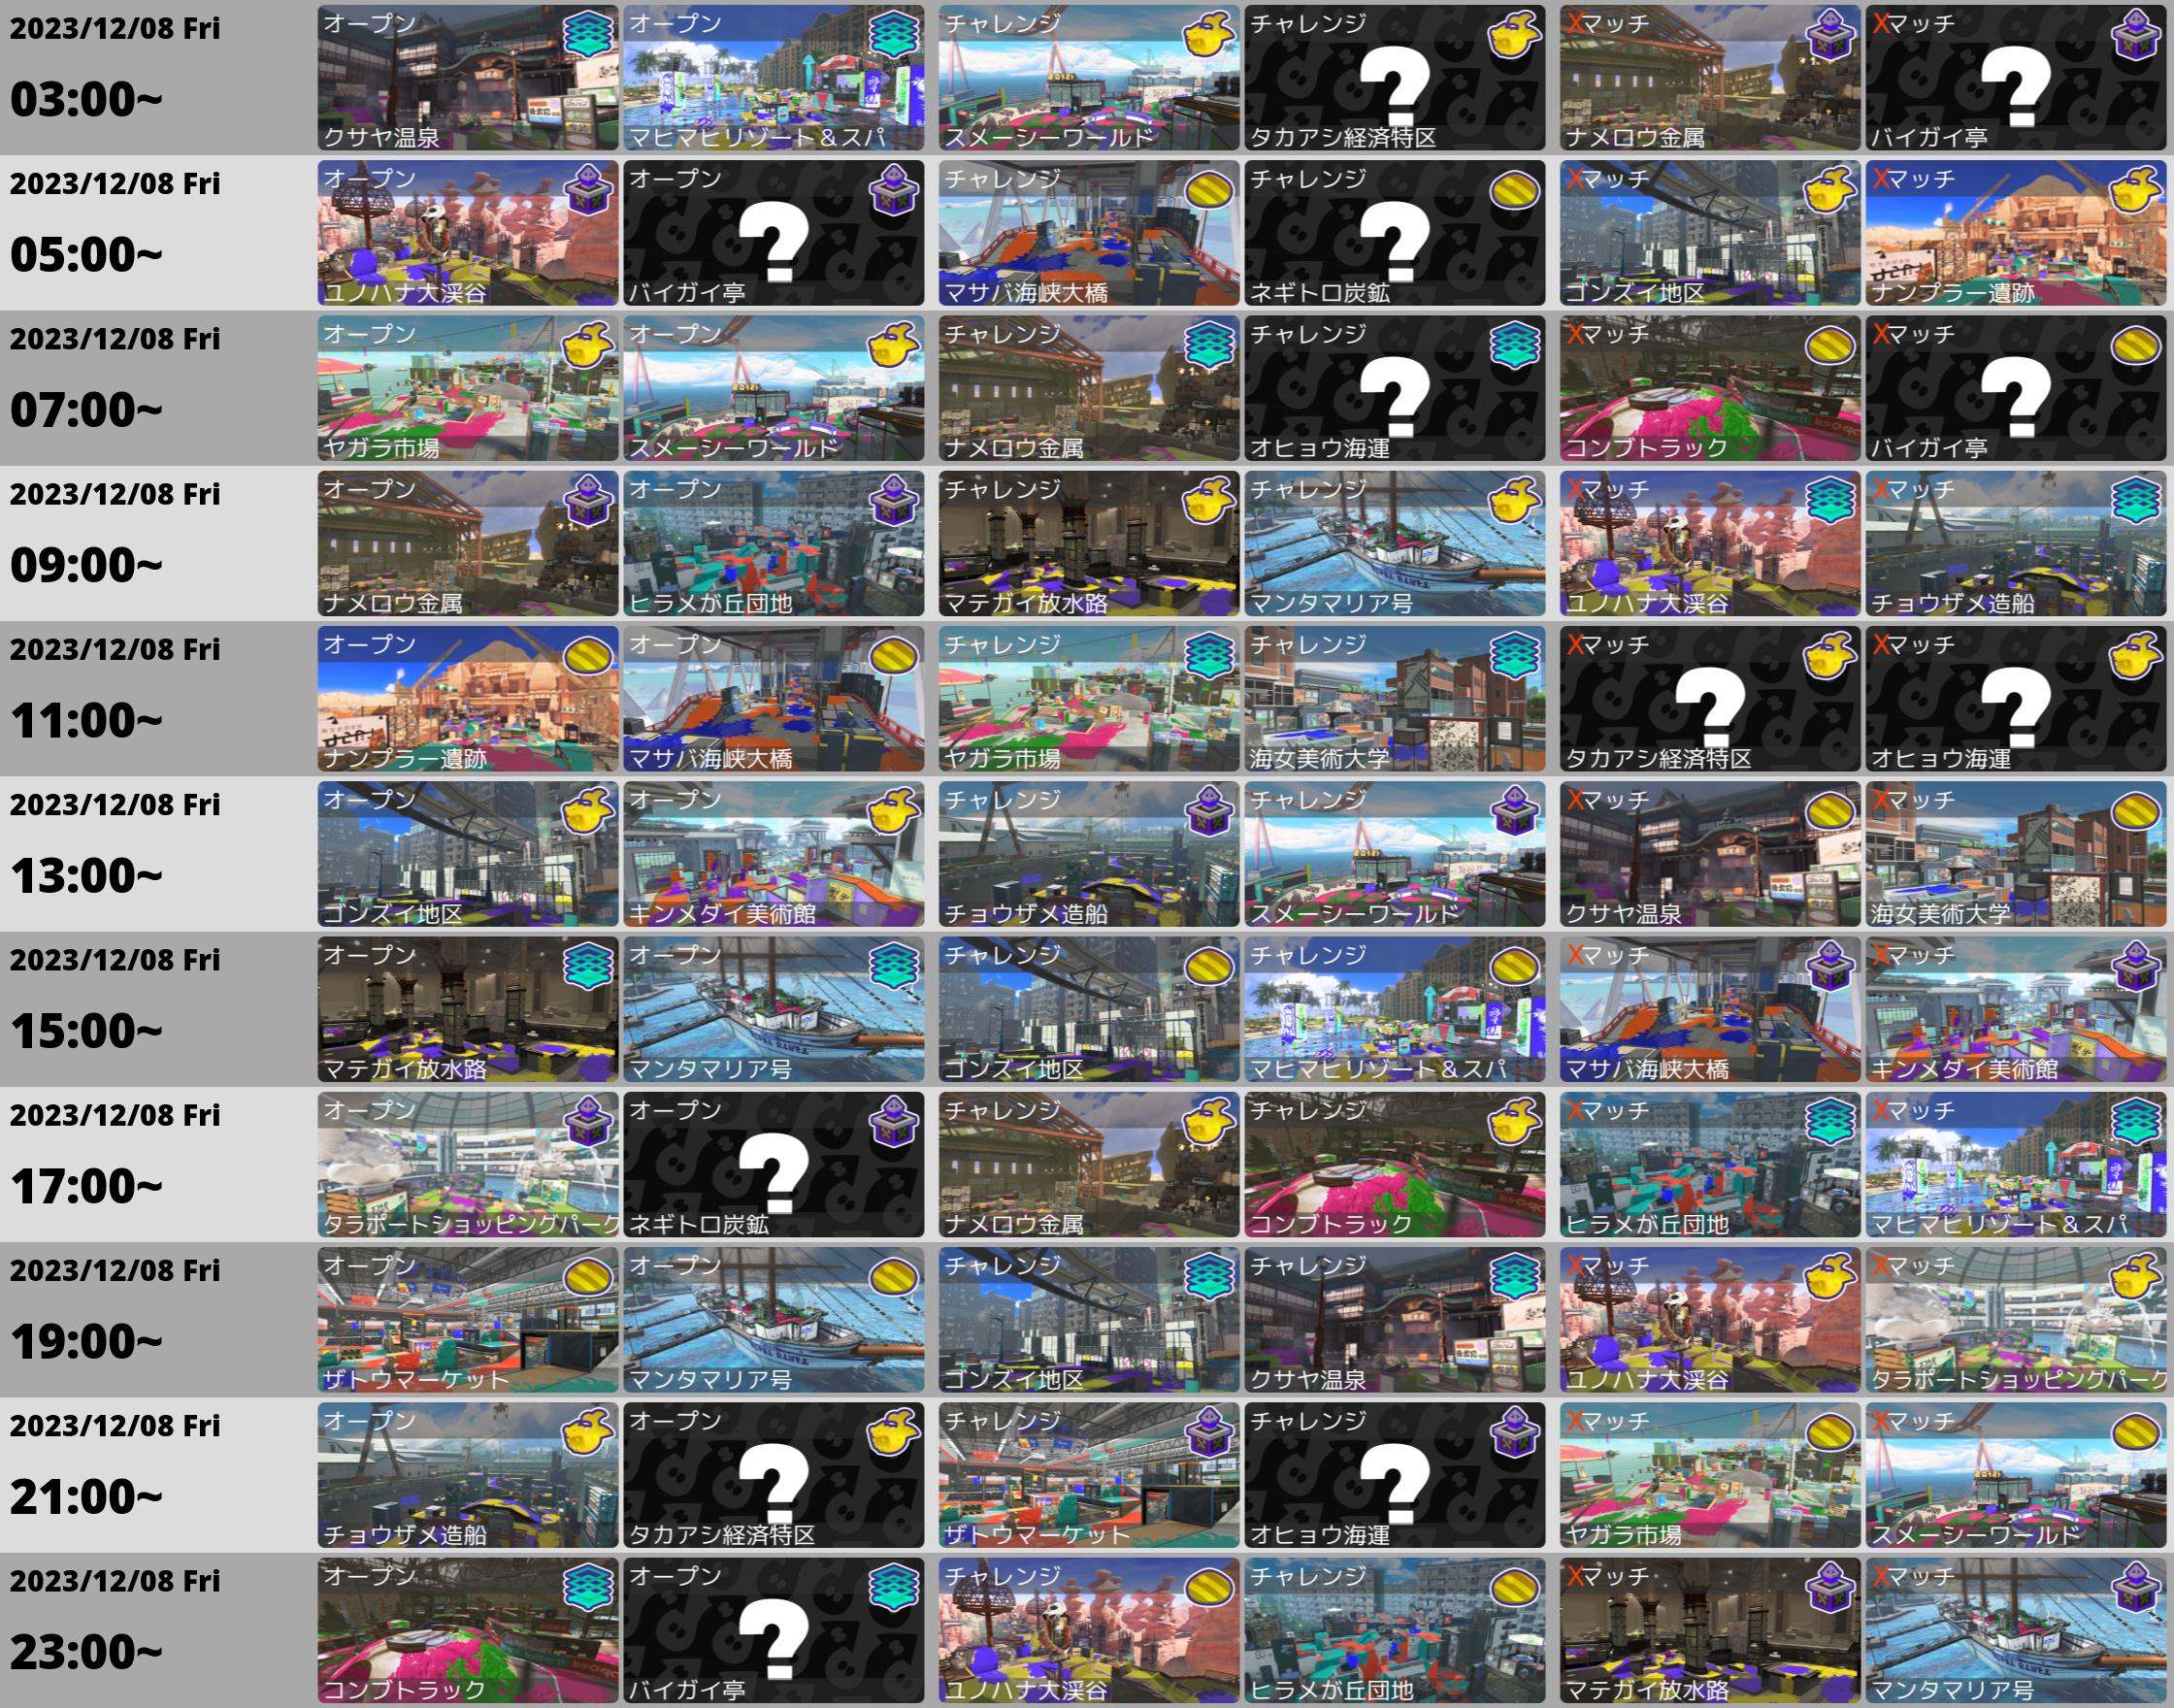 2023/12/08 Fri
03:00~
オープン
クサヤ温泉
オープン
マヒマヒリゾート＆スパ
チャレンジ
スメーシーワールド
チャレンジ
タカアシ経済特区
Xマッチ
ナメロウ金属
Xマッチ
バイガイ亭
2023/12/08 Fri
05:00~
オープン
ユノハナ大渓谷
オープン
バイガイ亭
チャレンジ
マサバ海峡大橋
チャレンジ
ネギトロ炭鉱
Xマッチ
ゴンズイ地区
Xマッチ
ナンプラー遺跡
2023/12/08 Fri
07:00~
オープン
ヤガラ市場
オープン
スメーシーワールド
チャレンジ
ナメロウ金属
チャレンジ
オヒョウ海運
Xマッチ
コンブトラック
Xマッチ
バイガイ亭
2023/12/08 Fri
09:00~
オープン
ナメロウ金属
オープン
ヒラメが丘団地
チャレンジ
マテガイ放水路
チャレンジ
マンタマリア号
Xマッチ
ユノハナ大渓谷
Xマッチ
チョウザメ造船
2023/12/08 Fri
11:00~
オープン
ナンプラー遺跡
オープン
マサバ海峡大橋
チャレンジ
ヤガラ市場
チャレンジ
海女美術大学
Xマッチ
タカアシ経済特区
Xマッチ
オヒョウ海運
2023/12/08 Fri
13:00~
オープン
ゴンズイ地区
オープン
キンメダイ美術館
チャレンジ
チョウザメ造船
チャレンジ
スメーシーワールド
Xマッチ
クサヤ温泉
Xマッチ
海女美術大学
2023/12/08 Fri
15:00~
オープン
マテガイ放水路
オープン
マンタマリア号
チャレンジ
ゴンズイ地区
チャレンジ
マヒマヒリゾート＆スパ
Xマッチ
マサバ海峡大橋
Xマッチ
キンメダイ美術館
2023/12/08 Fri
17:00~
オープン
タラポートショッピングパーク
オープン
ネギトロ炭鉱
チャレンジ
ナメロウ金属
チャレンジ
コンブトラック
Xマッチ
ヒラメが丘団地
Xマッチ
マヒマヒリゾート＆スパ
2023/12/08 Fri
19:00~
オープン
ザトウマーケット
オープン
マンタマリア号
チャレンジ
ゴンズイ地区
チャレンジ
クサヤ温泉
Xマッチ
ユノハナ大渓谷
Xマッチ
タラポートショッピングパーク
2023/12/08 Fri
21:00~
オープン
チョウザメ造船
オープン
タカアシ経済特区
チャレンジ
ザトウマーケット
チャレンジ
オヒョウ海運
Xマッチ
ヤガラ市場
Xマッチ
スメーシーワールド
2023/12/08 Fri
23:00~
オープン
コンブトラック
オープン
バイガイ亭
チャレンジ
ユノハナ大渓谷
チャレンジ
ヒラメが丘団地
Xマッチ
マテガイ放水路
Xマッチ
マンタマリア号